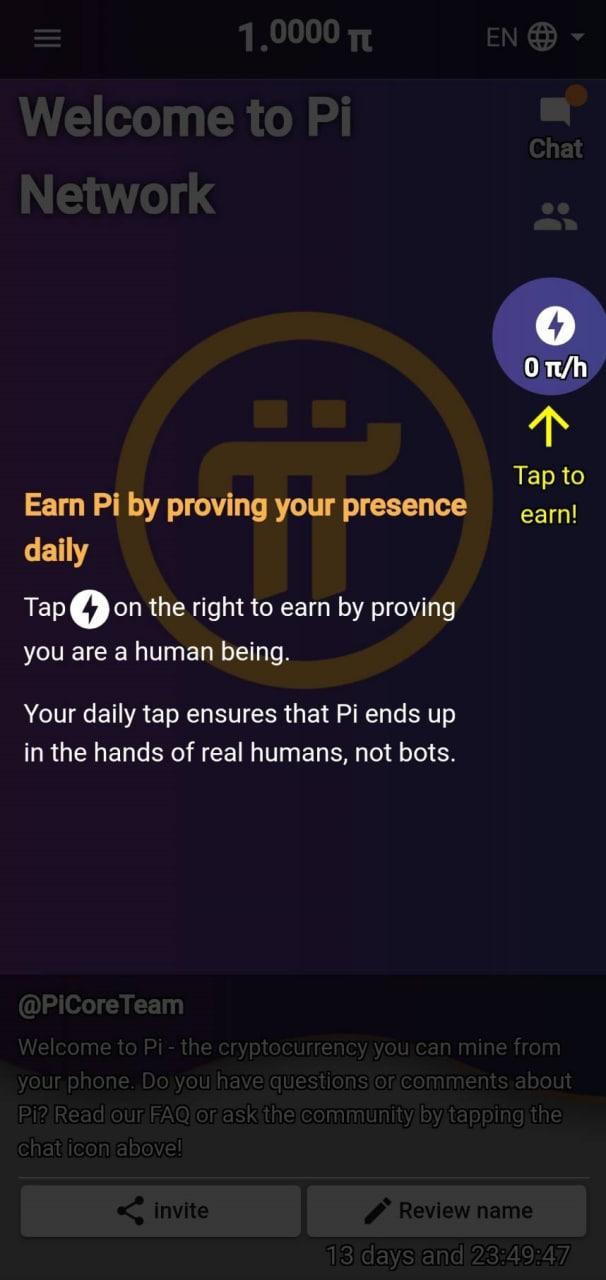 1.0000 π
EN
Welcome to Pi
Network
Chat
0 π/h
Tap to
earn!
Earn Pi by proving your presence
daily
Tap on the right to earn by proving
you are a human being.
Your daily tap ensures that Pi ends up
in the hands of real humans, not bots.
@PiCoreTeam
Welcome to Pi - the cryptocurrency you can mine from
your phone. Do you have questions or comments about
Pi? Read our FAQ or ask the community by tapping the
chat icon above!
invite
Review name
13 days and 23:49:47